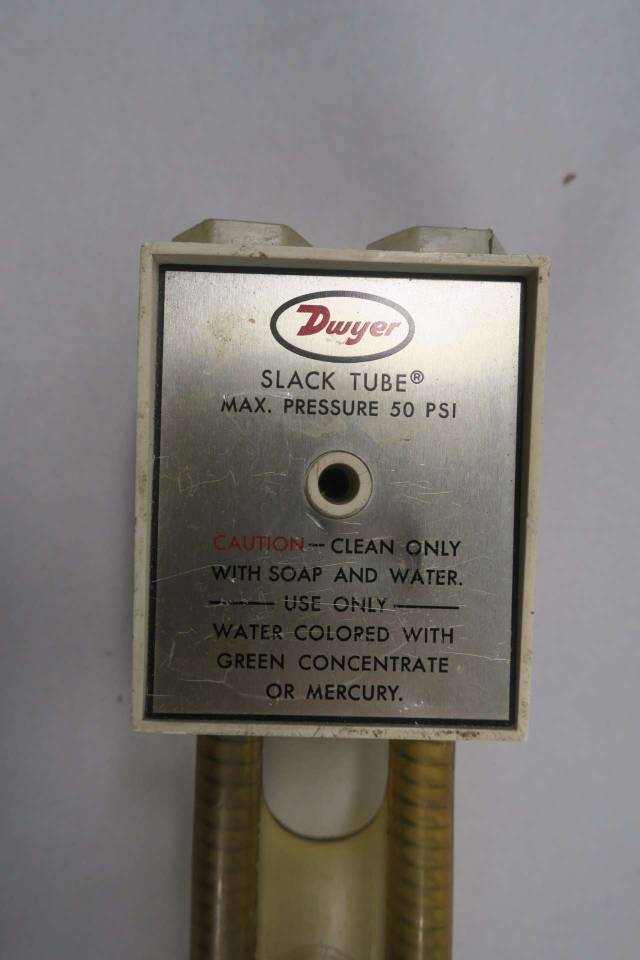 Dwyer
SLACK TUBE®
MAX. PRESSURE 50 PSI
CAUTION — CLEAN ONLY
WITH SOAP AND WATER.
— USE ONLY —
WATER COLORED WITH
GREEN CONCENTRATE
OR MERCURY.